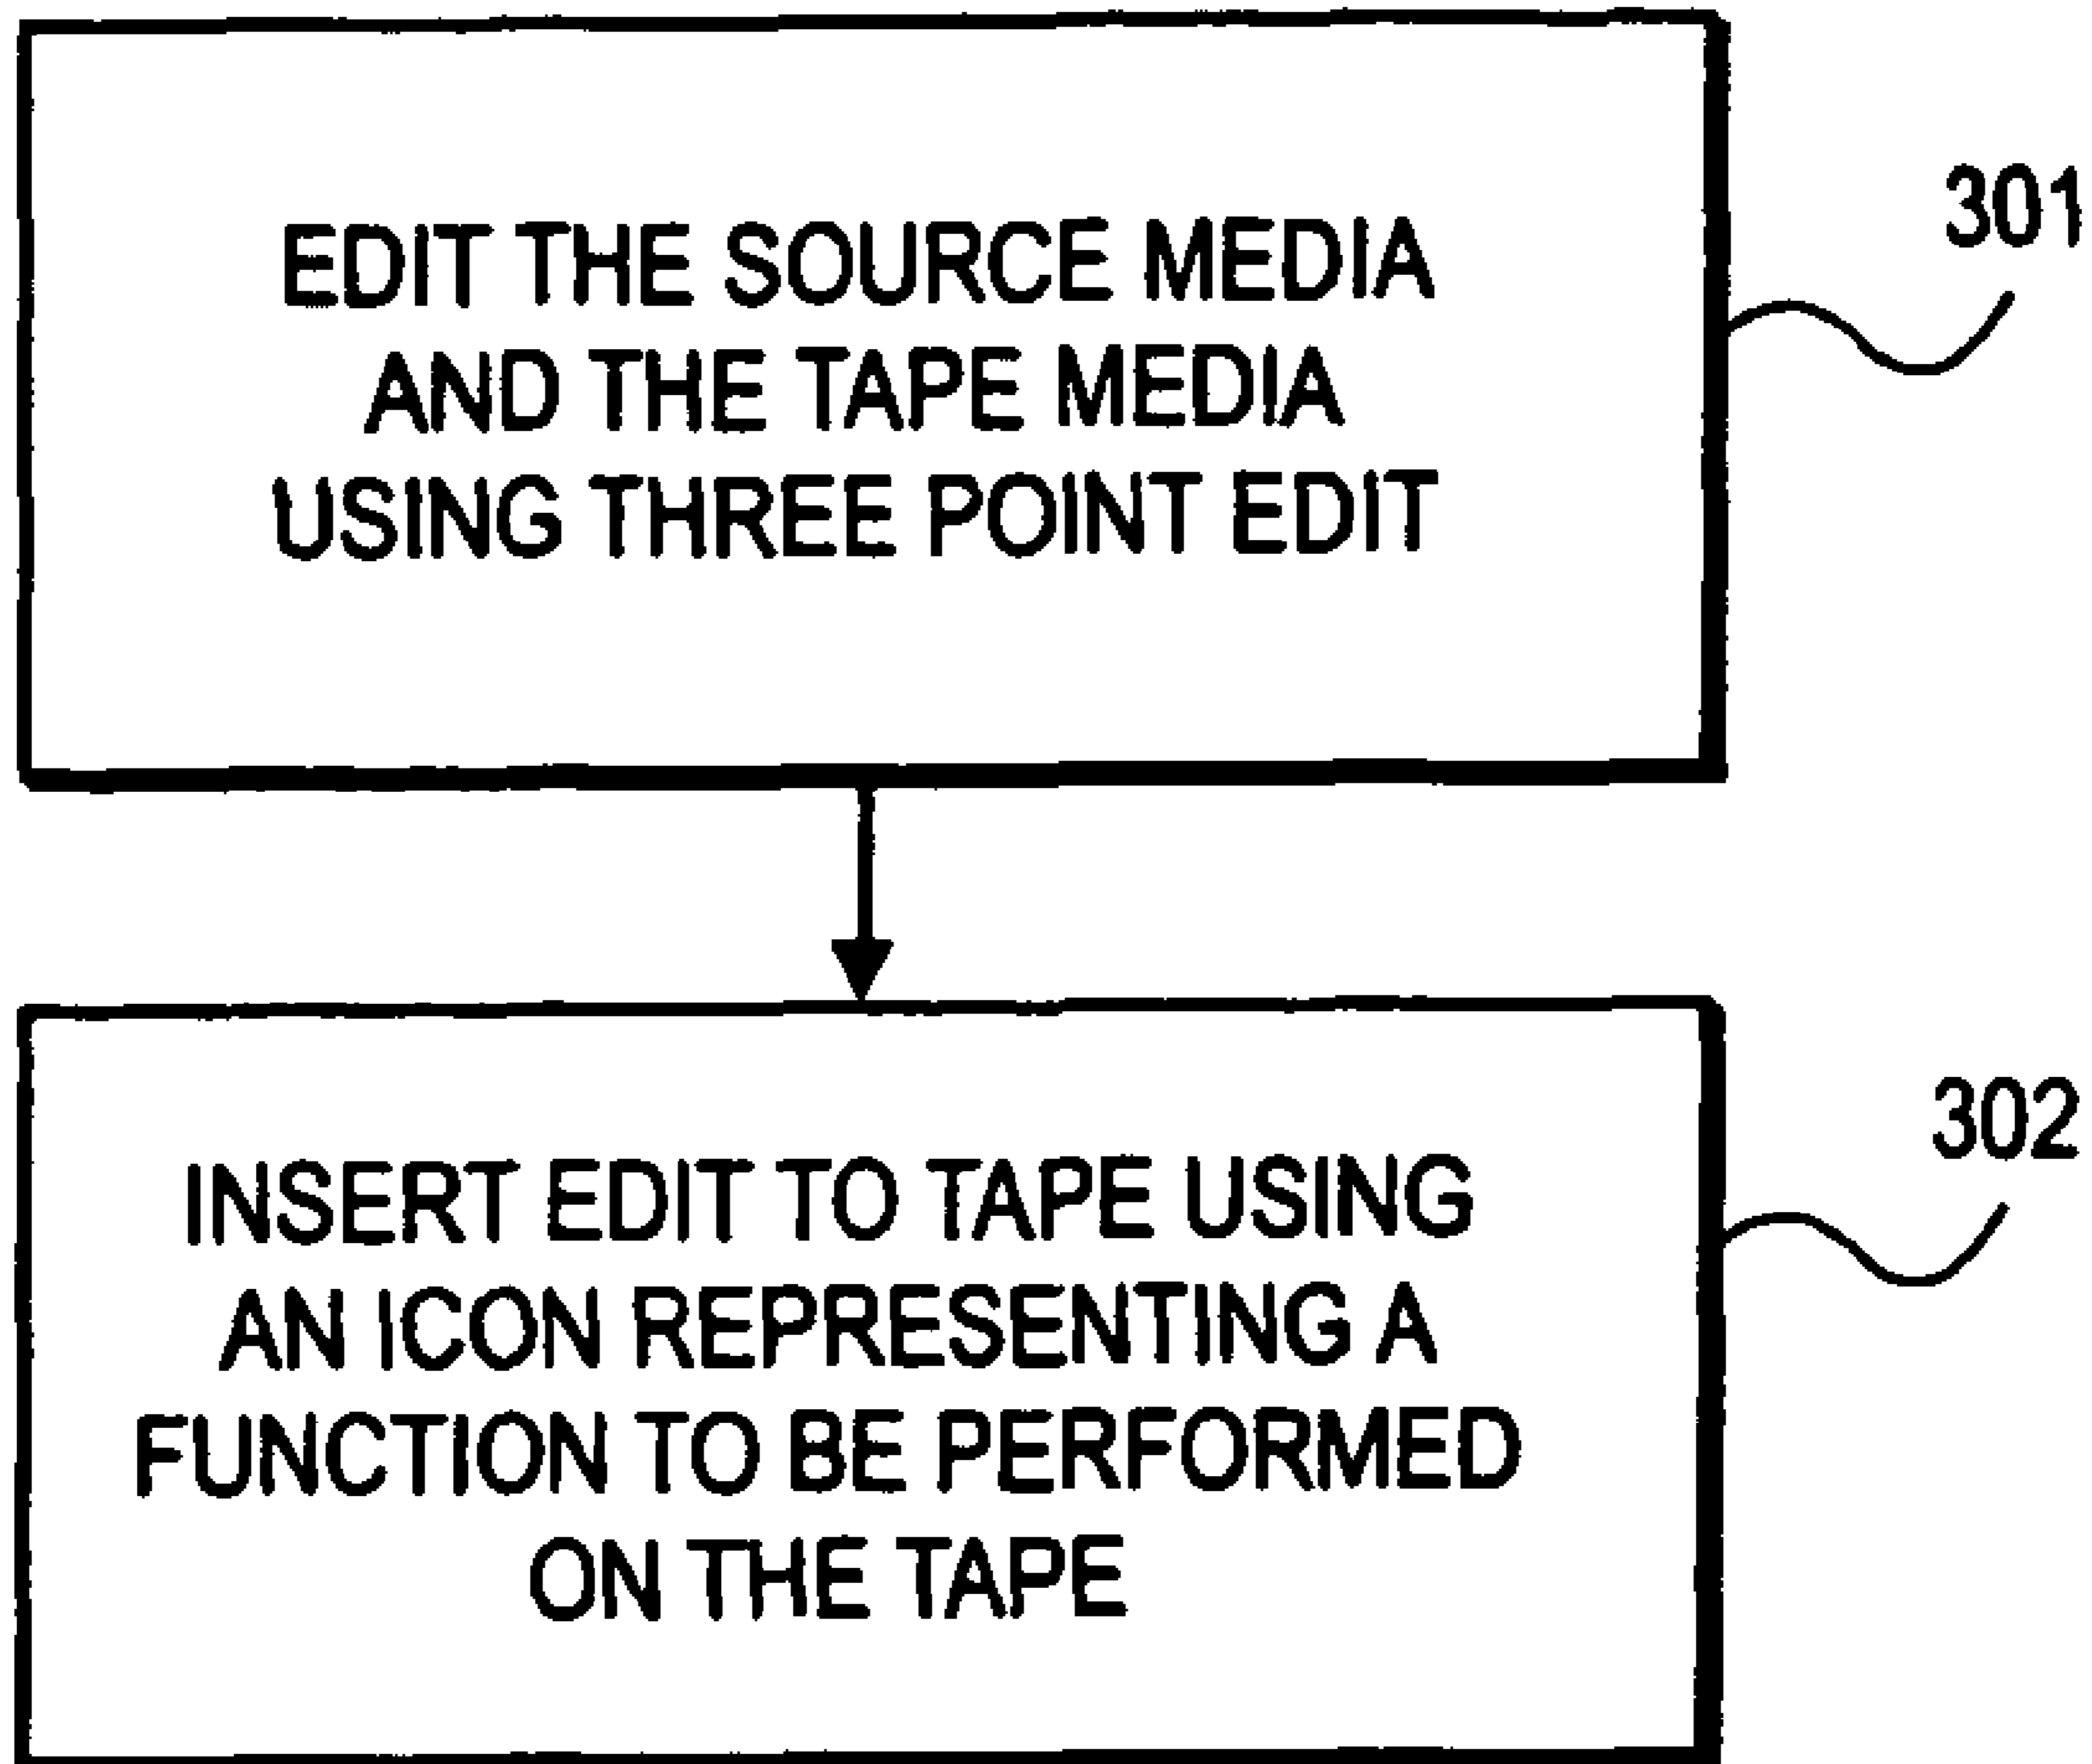 EDIT THE SOURCE MEDIA
AND THE TAPE MEDIA
USING THREE POINT EDIT
301
INSERT EDIT TO TAPE USING
AN ICON REPRESENTING A
FUNCTION TO BE PERFORMED
ON THE TAPE
302